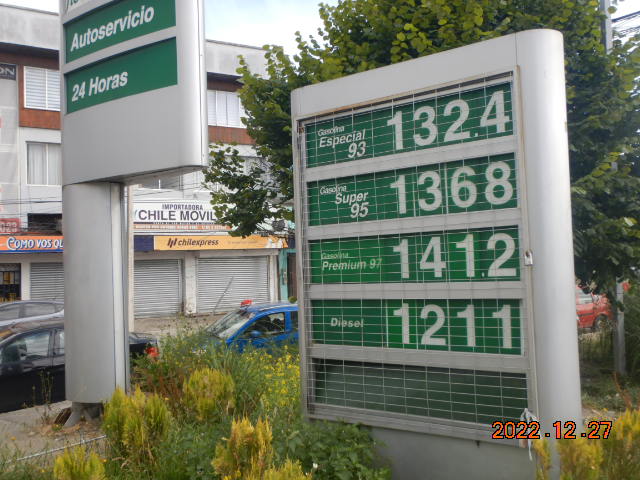 Autoservicio
24 Horas
Gasolina
Especial
93
1324
Gasolina
Super
95
1368
Gasolina
Premium 97
1412
Diesel
1211
IMPORTADORA
CHILE MOVIL
chilexpress
COMO VOS
2022.12.27